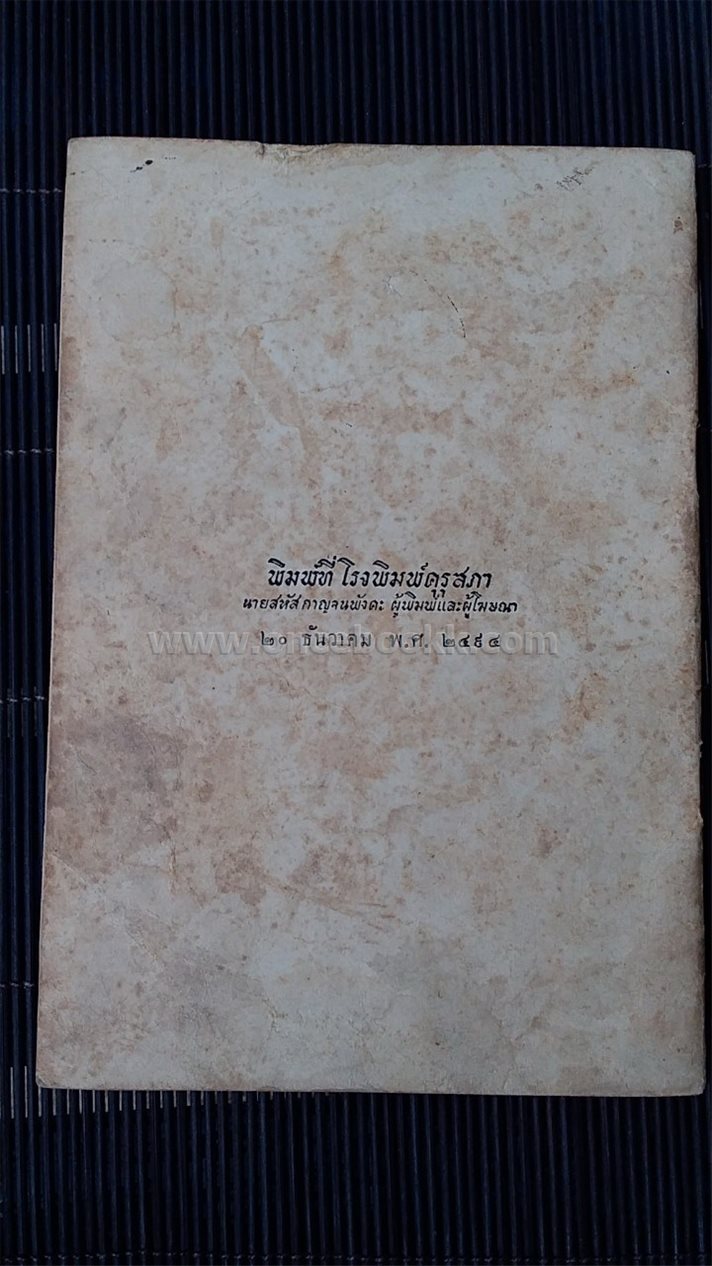 พิมพ์ที่ โรงพิมพ์คุรุสภา
นายสหัส กาญจนพังคะ ผู้พิมพ์และผู้โฆษณา
๒๐ ธันวาคม พ.ศ. ๒๔๙๔